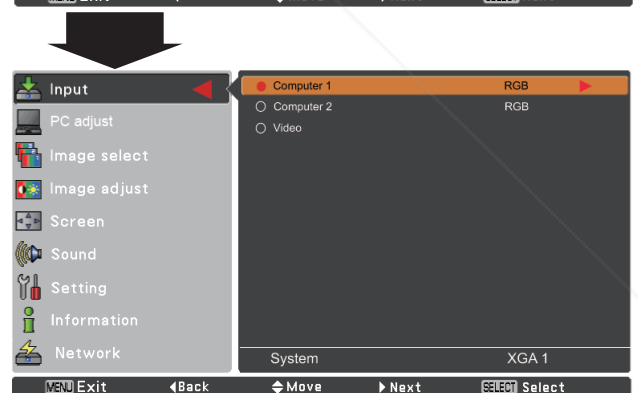 Input
PC adjust
Image select
Image adjust
Screen
Sound
Setting
Information
Network
Computer 1 RGB
Computer 2 RGB
Video
System XGA 1
MENU Exit Back Move Next SELECT Select